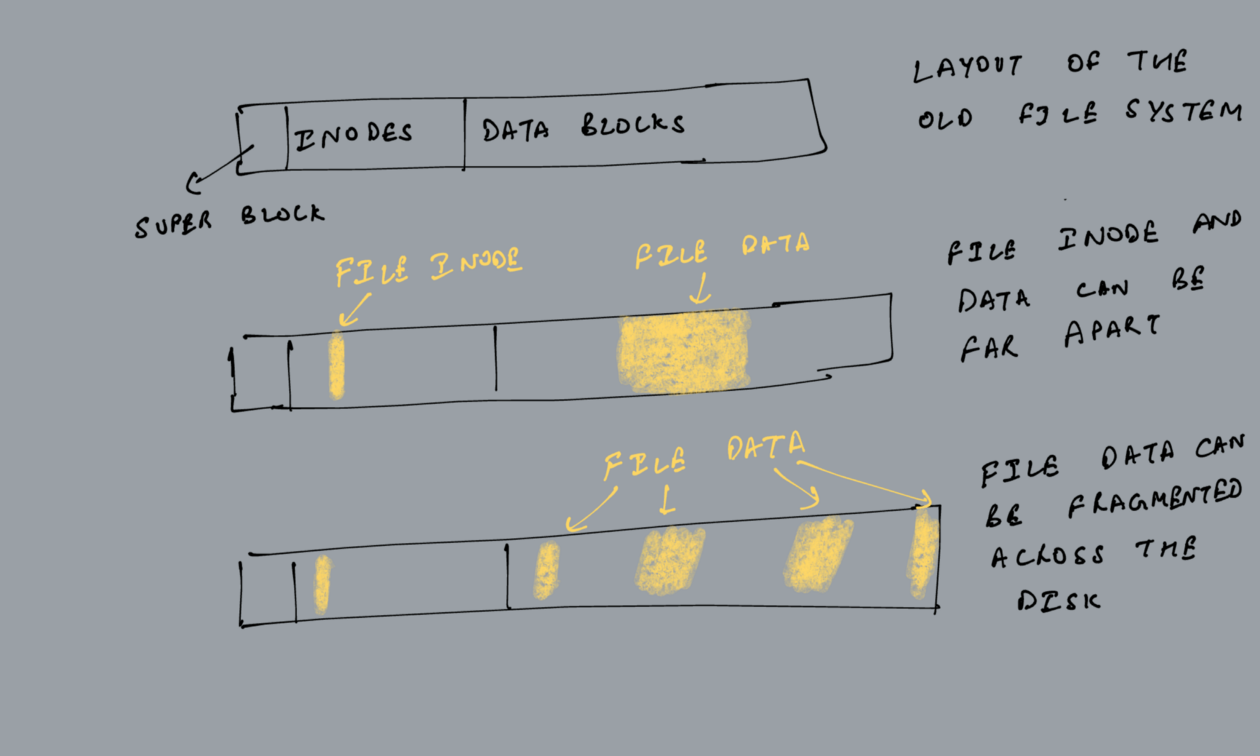 LAYOUT OF THE
OLD FILE SYSTEM
INODES
DATA BLOCKS
SUPER BLOCK
FILE INODE
FILE DATA
FILE INODE AND
DATA CAN BE
FAR APART
FILE DATA
FILE DATA CAN
BE FRAGMENTED
ACROSS THE
DISK